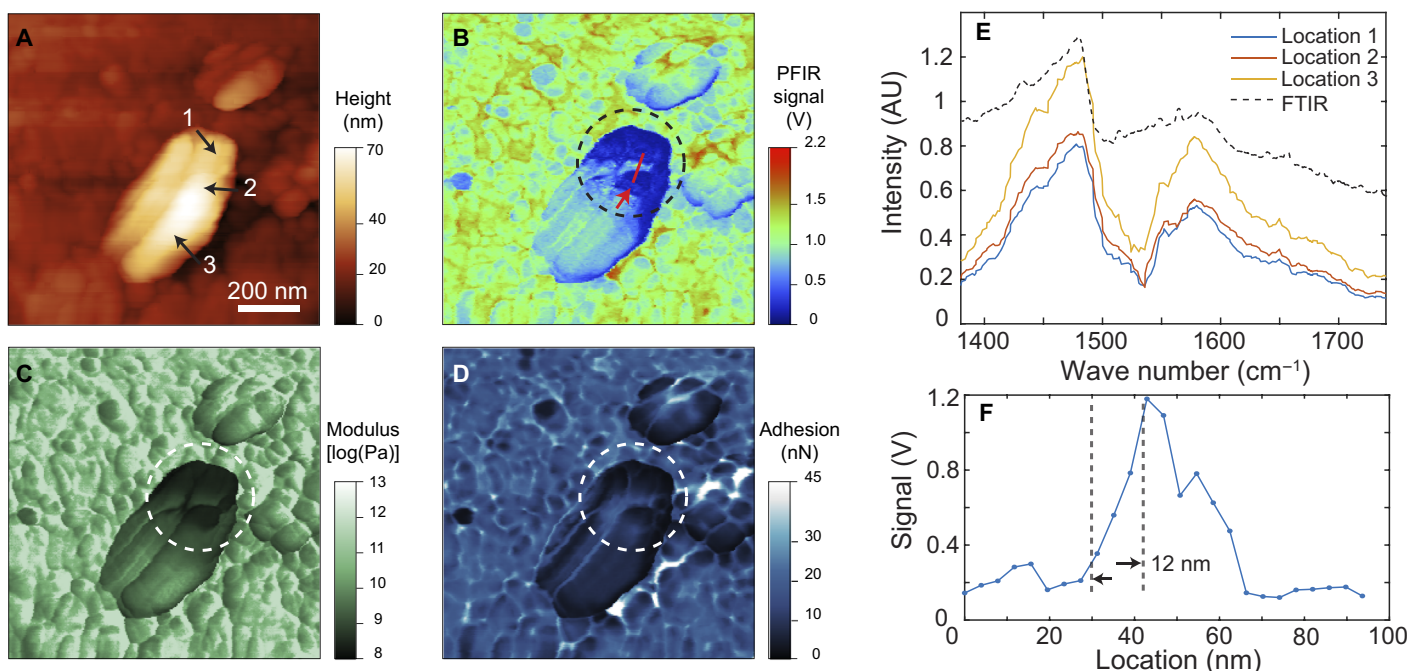 A
1
2
3
200 nm
Height
(nm)
70
40
20
0
B
PFIR
signal
(V)
2.2
1.5
1.0
0.5
0
C
Modulus
[log(Pa)]
13
12
11
10
9
8
D
Adhesion
(nN)
45
30
20
10
0
E
Location 1
Location 2
Location 3
FTIR
Intensity (AU)
1.2
1
0.8
0.6
0.4
0.2
0
1400 1500 1600 1700
Wave number (cm⁻¹)
F
Signal (V)
1.2
0.8
0.4
0
12 nm
0 20 40 60 80 100
Location (nm)